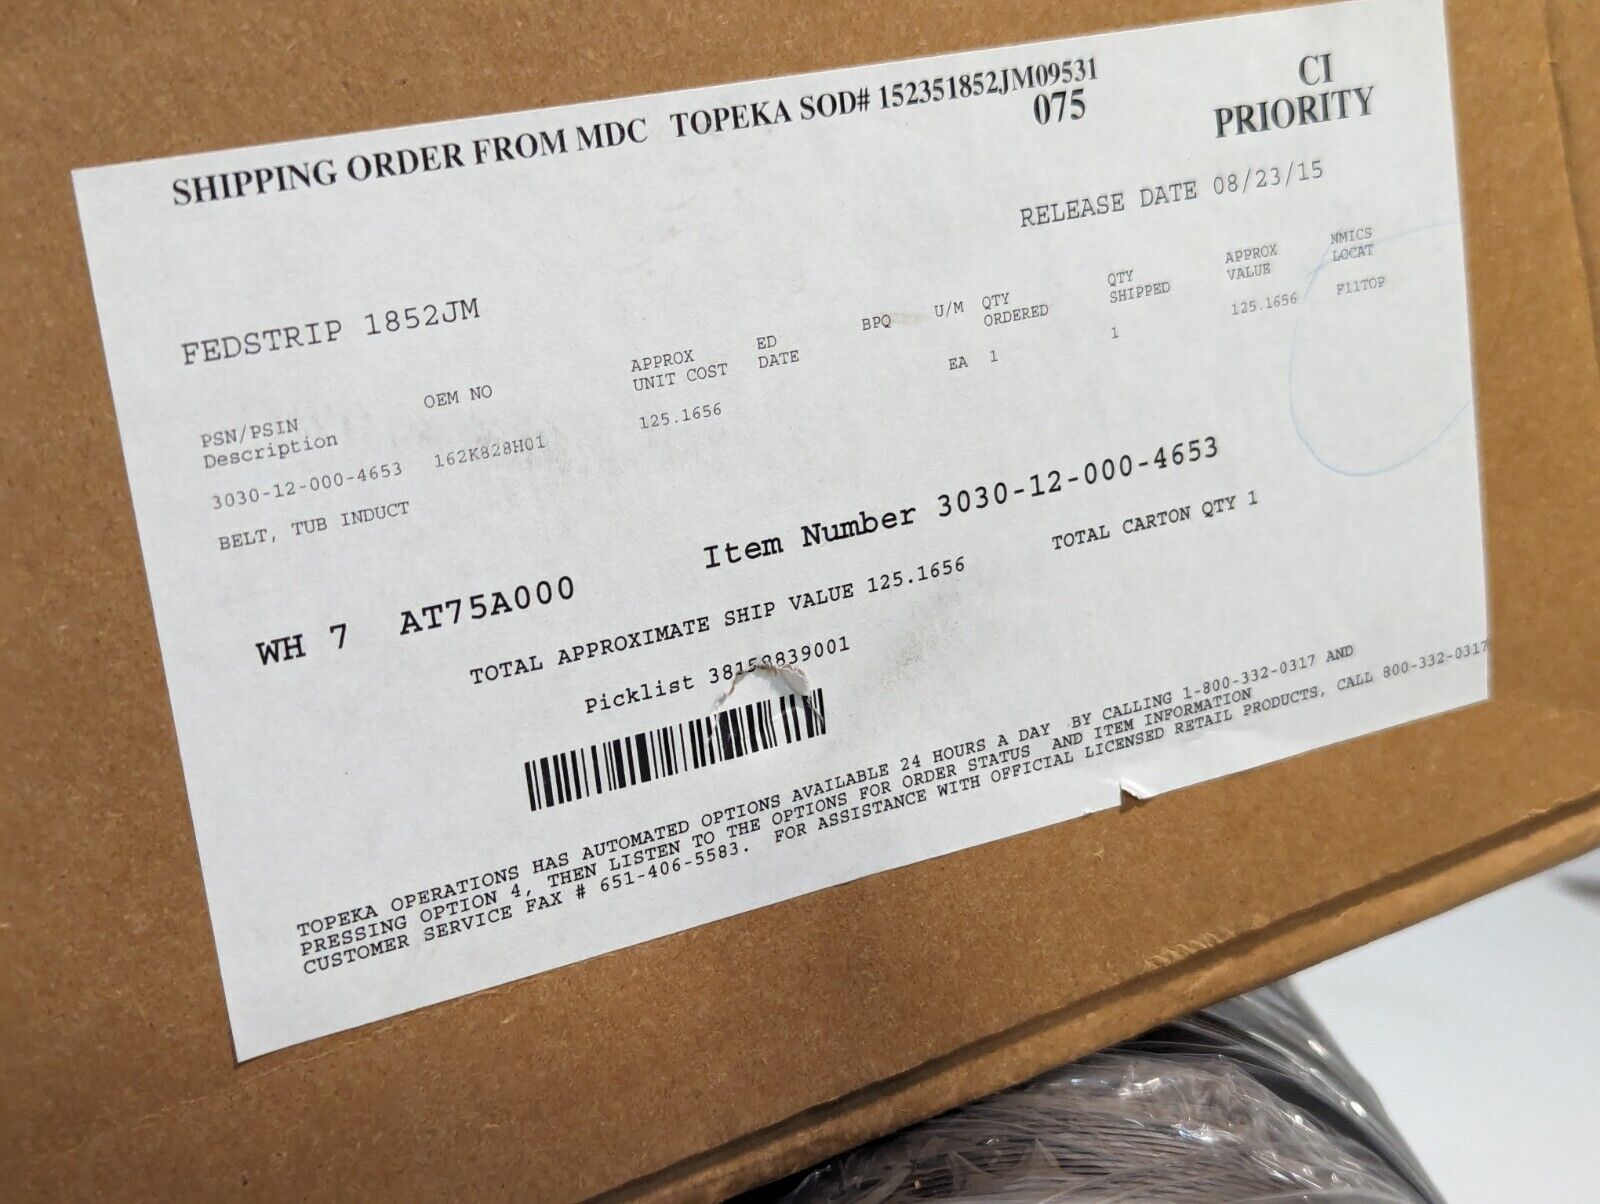 SHIPPING ORDER FROM MDC TOPEKA SOD# 152351852JM09531
075
CI
PRIORITY
RELEASE DATE 08/23/15
FEDSTRIP 1852JM
PSN/PSIN OEM NO APPROX ED BPQ U/M QTY QTY APPROX NMICS
Description UNIT COST DATE ORDERED SHIPPED VALUE LOCAT
3030-12-000-4653 162K828H01 125.1656 EA 1 1 125.1656 F11TOP
BELT, TUB INDUCT
WH 7 AT75A000 Item Number 3030-12-000-4653
TOTAL APPROXIMATE SHIP VALUE 125.1656 TOTAL CARTON QTY 1
Picklist 38158839001
TOPEKA OPERATIONS HAS AUTOMATED OPTIONS AVAILABLE 24 HOURS A DAY BY CALLING 1-800-332-0317 AND
PRESSING OPTION 4, THEN LISTEN TO THE OPTIONS FOR ORDER STATUS AND ITEM INFORMATION
CUSTOMER SERVICE FAX # 651-406-5583. FOR ASSISTANCE WITH OFFICIAL LICENSED RETAIL PRODUCTS, CALL 800-332-0317